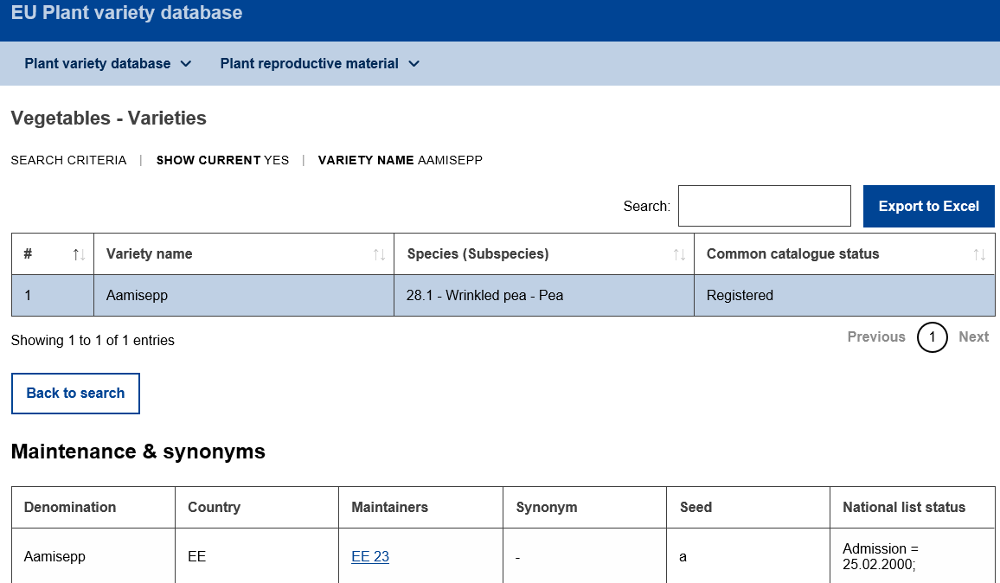 EU Plant variety database
Plant variety database Plant reproductive material
Vegetables - Varieties
SEARCH CRITERIA | SHOW CURRENT YES | VARIETY NAME AAMISEPP
Search: Export to Excel
# Variety name Species (Subspecies) Common catalogue status
1 Aamisepp 28.1 - Wrinkled pea - Pea Registered
Showing 1 to 1 of 1 entries Previous 1 Next
Back to search
Maintenance & synonyms
Denomination Country Maintainers Synonym Seed National list status
Aamisepp EE EE 23 - a Admission =
25.02.2000;